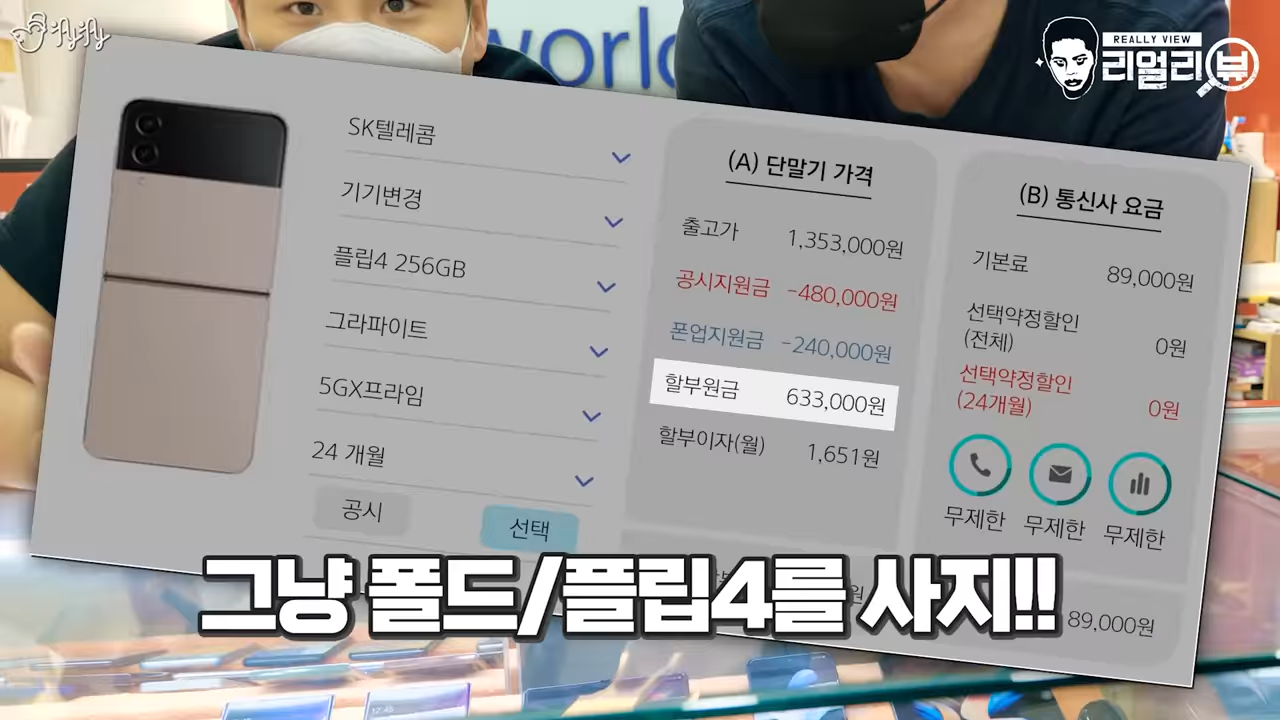 칩칩
REALLY VIEW
리얼리뷰
world
SK텔레콤
기기변경
플립4 256GB
그라파이트
5GX프라임
24 개월
공시
선택
(A) 단말기 가격
출고가 1,353,000원
공시지원금 -480,000원
폰업지원금 -240,000원
할부원금 633,000원
할부이자(월) 1,651원
(B) 통신사 요금
기본료 89,000원
선택약정할인
(전체) 0원
선택약정할인
(24개월) 0원
무제한 무제한 무제한
원
89,000원
그냥 폴드/플립4를 사지!!